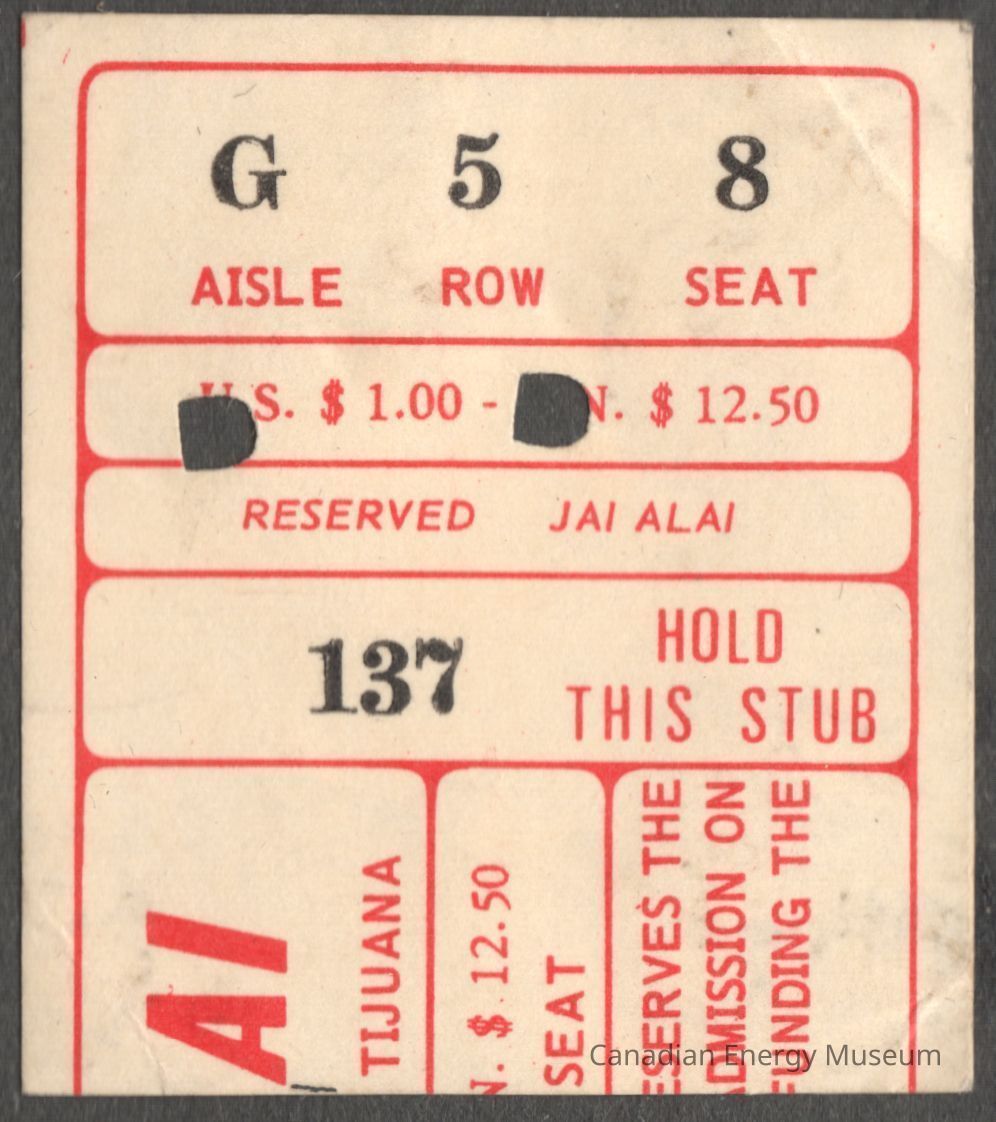 G 5 8
AISLE ROW SEAT
U.S. $ 1.00 - N. $ 12.50
RESERVED JAI ALAI
137
HOLD
THIS STUB
AI
TIJUANA
N. $ 12.50
SEAT
ESERVES THE
ADMISSION ON
FUNDING THE
Canadian Energy Museum